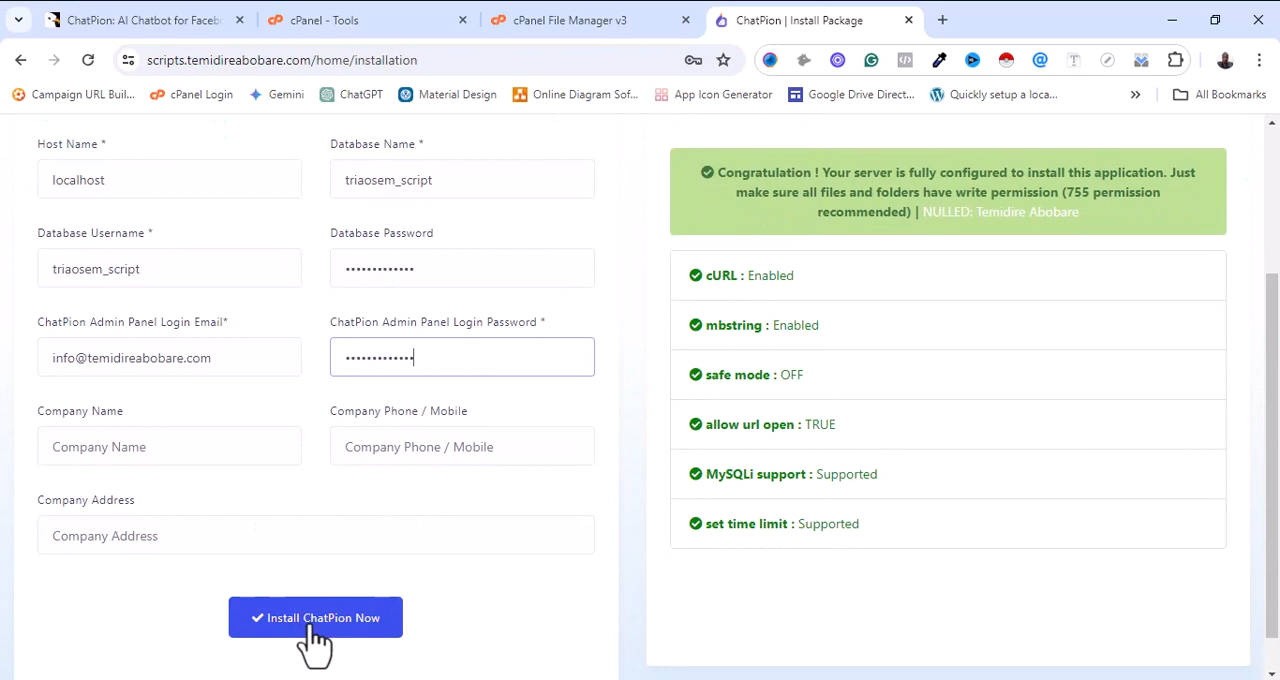 ChatPion: AI Chatbot for Facebo
cPanel - Tools
cPanel File Manager v3
ChatPion | Install Package
scripts.temidireabobare.com/home/installation
Campaign URL Buil...
cPanel Login
Gemini
ChatGPT
Material Design
Online Diagram Sof...
App Icon Generator
Google Drive Direct...
Quickly setup a loca...
All Bookmarks
Host Name *
Database Name *
localhost
triaosem_script
Database Username *
Database Password
triaosem_script
•••••••••••••
ChatPion Admin Panel Login Email*
ChatPion Admin Panel Login Password *
info@temidireabobare.com
•••••••••••••
Company Name
Company Phone / Mobile
Company Name
Company Phone / Mobile
Company Address
Company Address
Install ChatPion Now
Congratulation ! Your server is fully configured to install this application. Just
make sure all files and folders have write permission (755 permission
recommended) | NULLED: Temidire Abobare
cURL : Enabled
mbstring : Enabled
safe mode : OFF
allow url open : TRUE
MySQLi support : Supported
set time limit : Supported